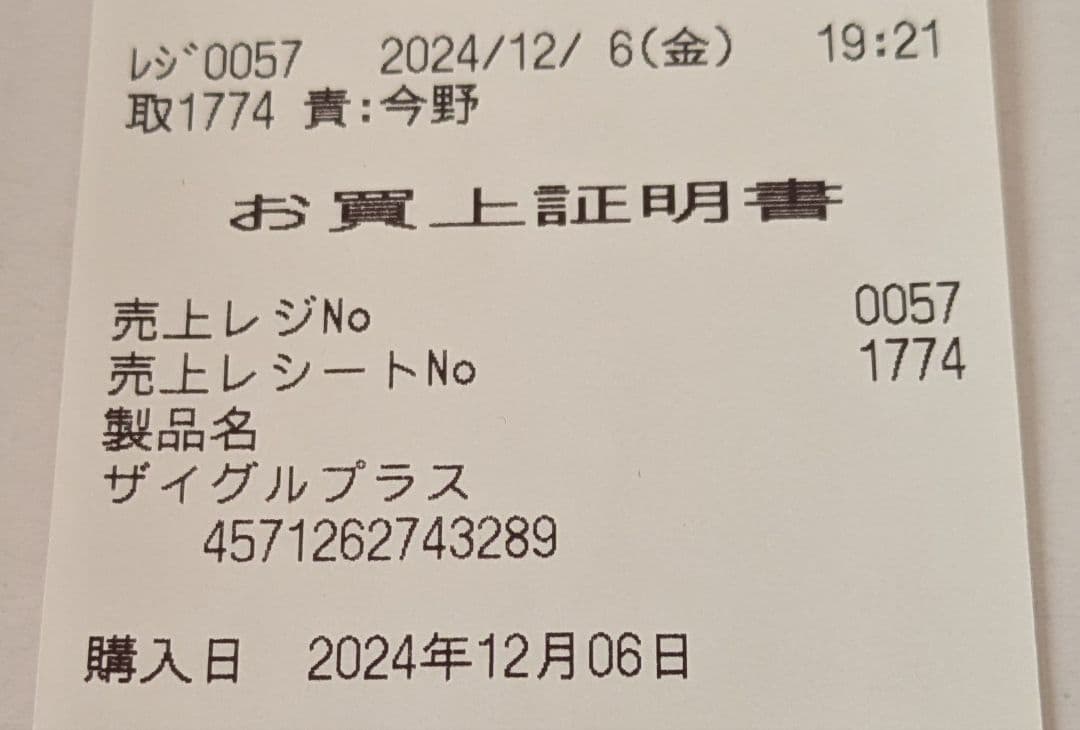 ﾚｼﾞ0057 2024/12/ 6(金) 19:21
取1774 責:今野
お買上証明書
売上レジNo 0057
売上レシートNo 1774
製品名
ザイグルプラス
4571262743289
購入日 2024年12月06日